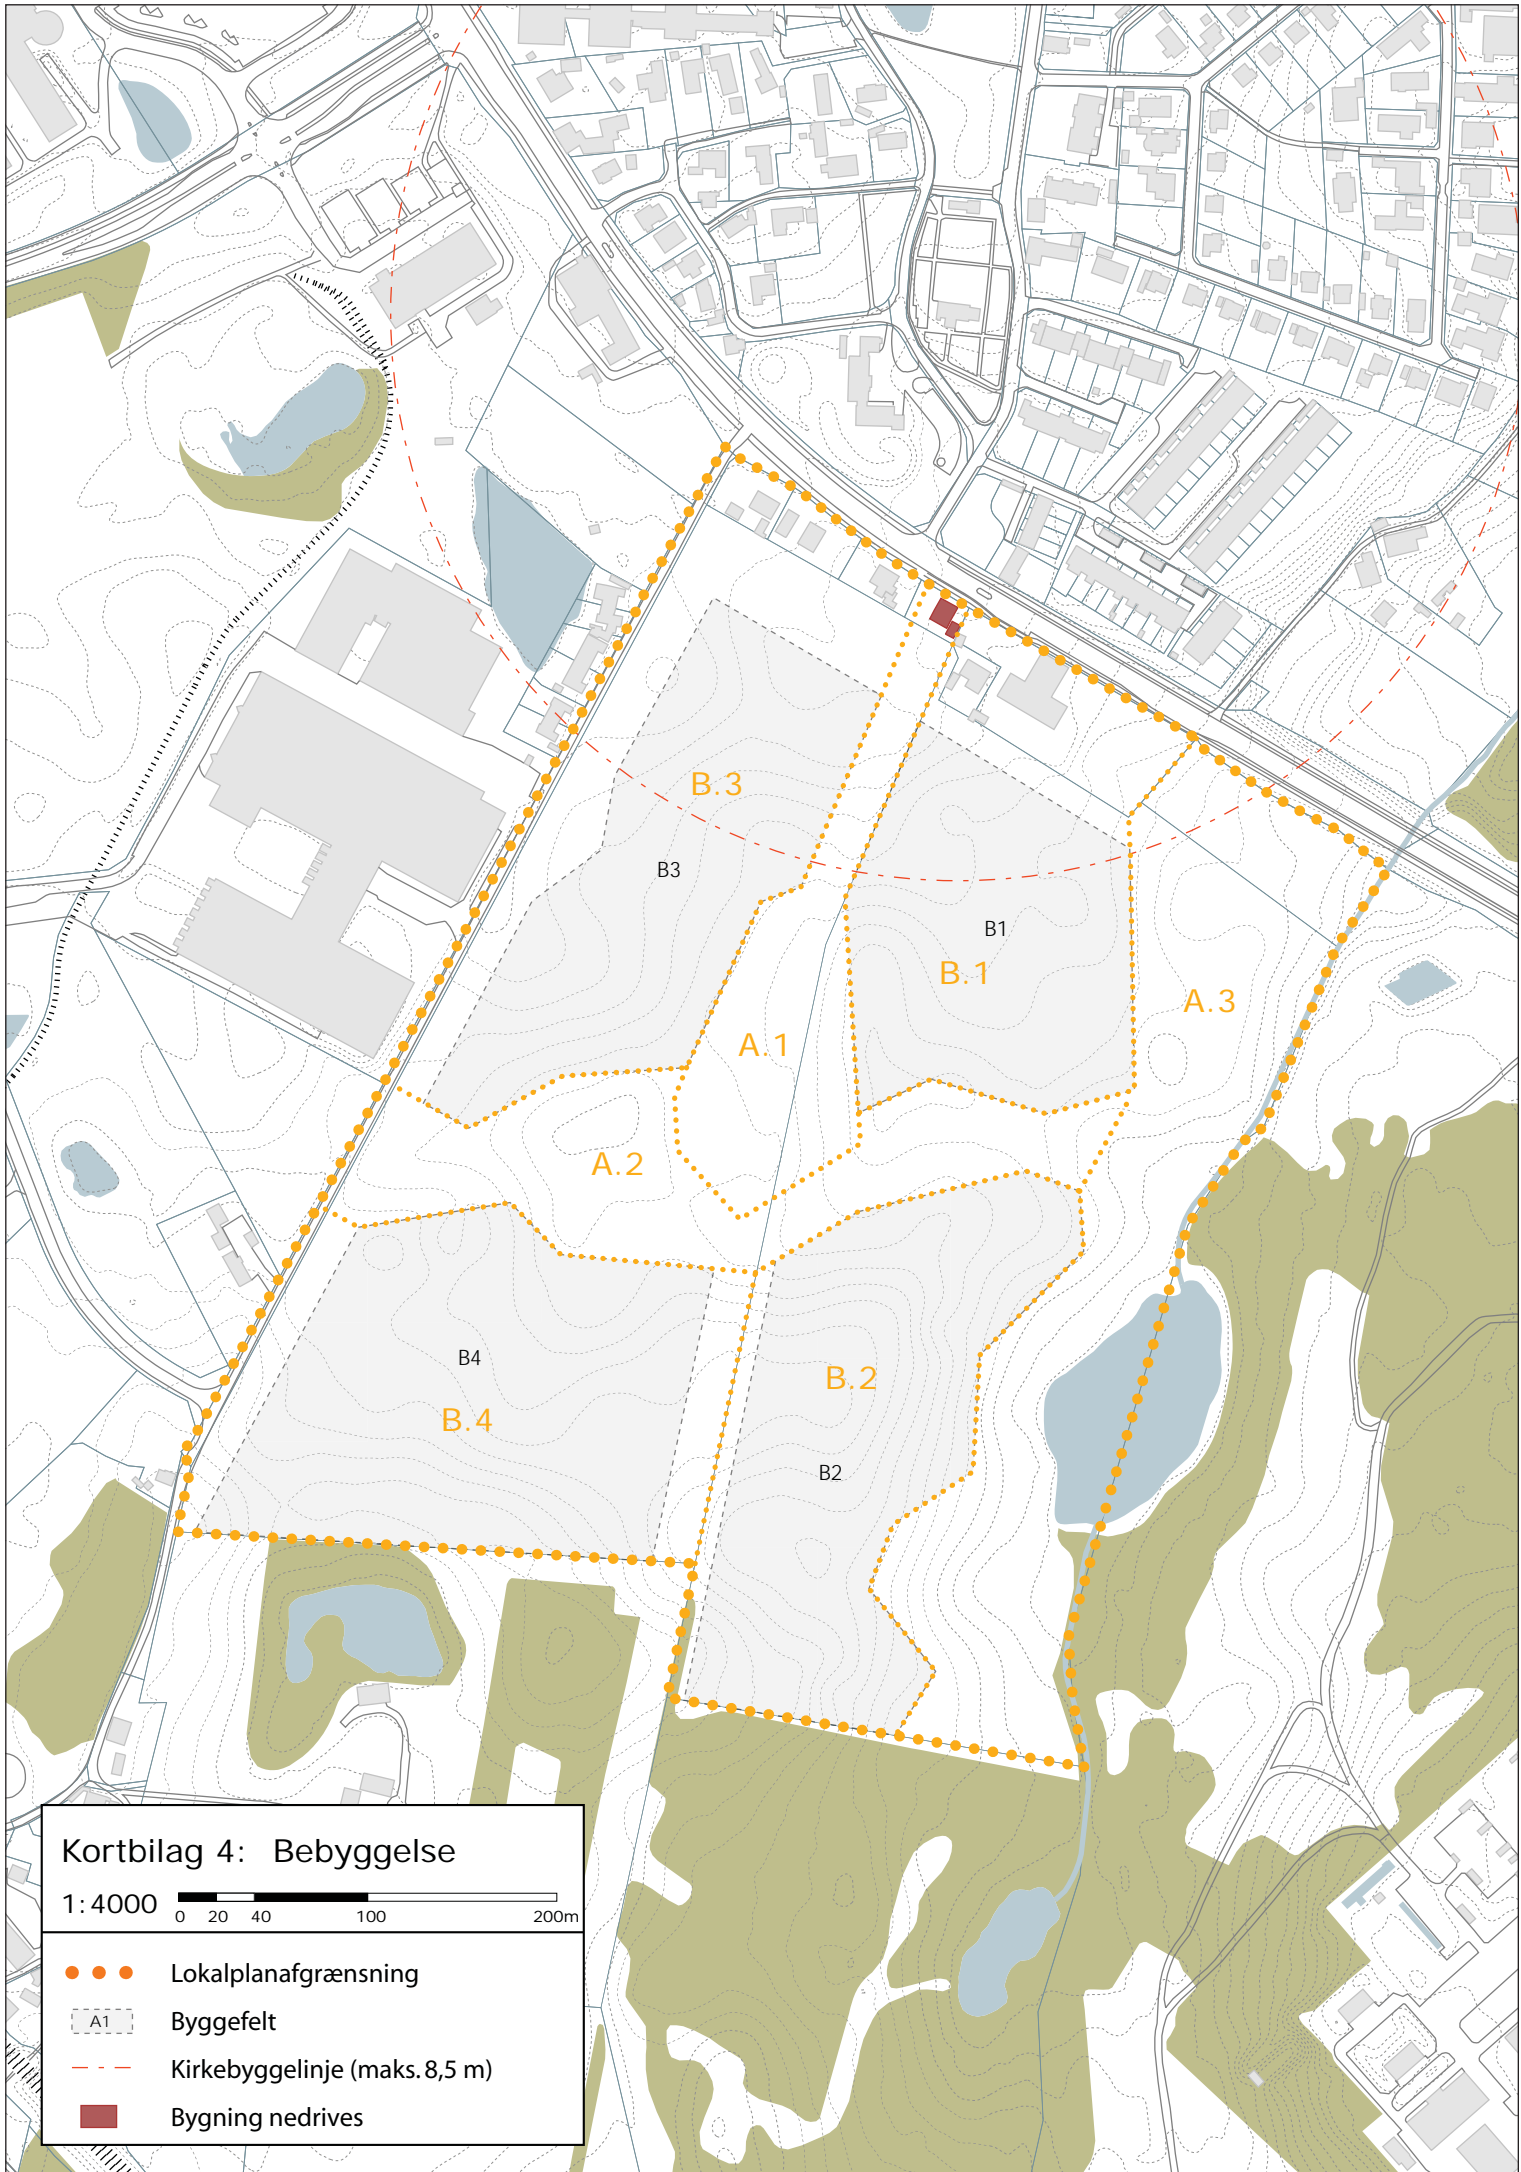 B.3
B3
B1
B.1
A.3
A.1
A.2
B4
B.2
B.4
B2
Kortbilag 4: Bebyggelse
1:4000
0 20 40 100 200m
Lokalplanafgrænsning
A1 Byggefelt
Kirkebyggelinje (maks. 8,5 m)
Bygning nedrives